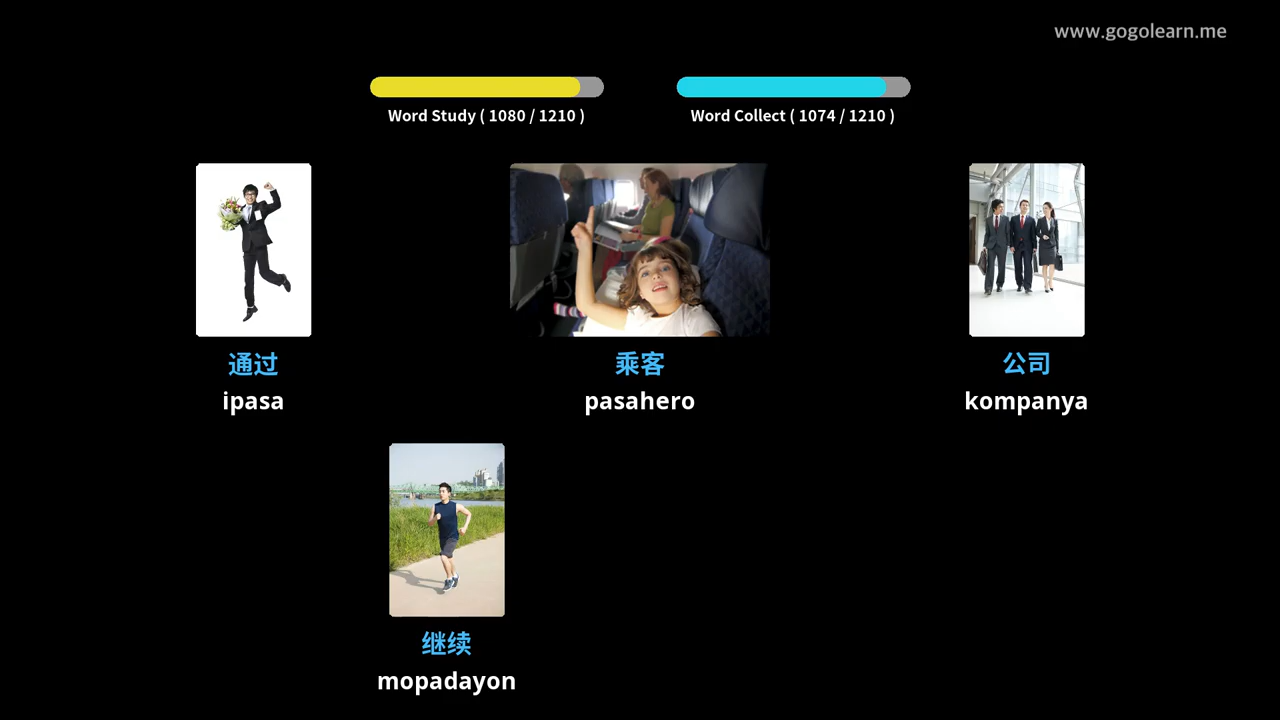 www.gogolearn.me
Word Study ( 1080 / 1210 )
Word Collect ( 1074 / 1210 )
通过
ipasa
乘客
pasahero
公司
kompanya
继续
mopadayon